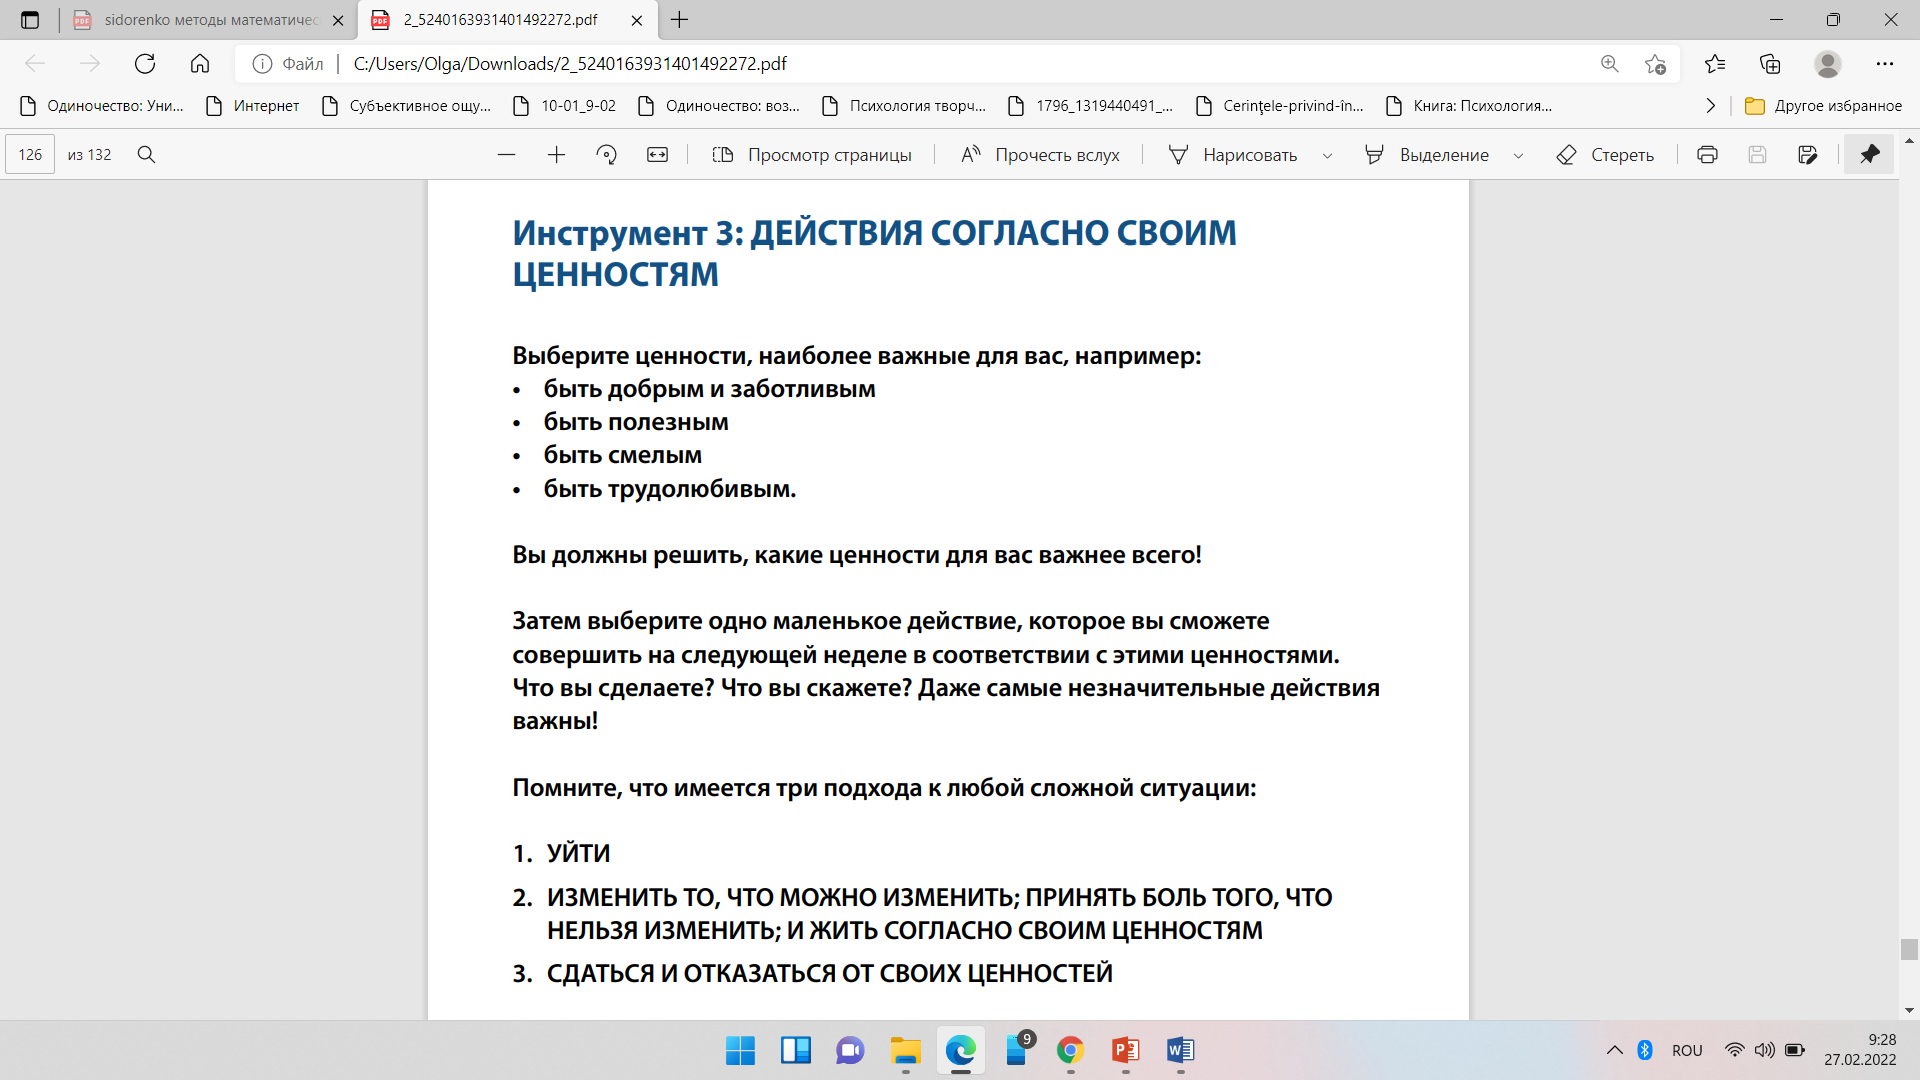 sidorenko методы математичес
2_5240163931401492272.pdf
Файл
C:/Users/Olga/Downloads/2_5240163931401492272.pdf
Одиночество: Уни...
Интернет
Субъективное ощу...
10-01_9-02
Одиночество: воз...
Психология творч...
1796_1319440491_...
Cerinţele-privind-în...
Книга: Психология...
Другое избранное
126 из 132
Просмотр страницы
Прочесть вслух
Нарисовать
Выделение
Стереть
Инструмент 3: ДЕЙСТВИЯ СОГЛАСНО СВОИМ
ЦЕННОСТЯМ
Выберите ценности, наиболее важные для вас, например:
• быть добрым и заботливым
• быть полезным
• быть смелым
• быть трудолюбивым.
Вы должны решить, какие ценности для вас важнее всего!
Затем выберите одно маленькое действие, которое вы сможете
совершить на следующей неделе в соответствии с этими ценностями.
Что вы сделаете? Что вы скажете? Даже самые незначительные действия
важны!
Помните, что имеется три подхода к любой сложной ситуации:
1. УЙТИ
2. ИЗМЕНИТЬ ТО, ЧТО МОЖНО ИЗМЕНИТЬ; ПРИНЯТЬ БОЛЬ ТОГО, ЧТО
НЕЛЬЗЯ ИЗМЕНИТЬ; И ЖИТЬ СОГЛАСНО СВОИМ ЦЕННОСТЯМ
3. СДАТЬСЯ И ОТКАЗАТЬСЯ ОТ СВОИХ ЦЕННОСТЕЙ
9
ROU
9:28
27.02.2022